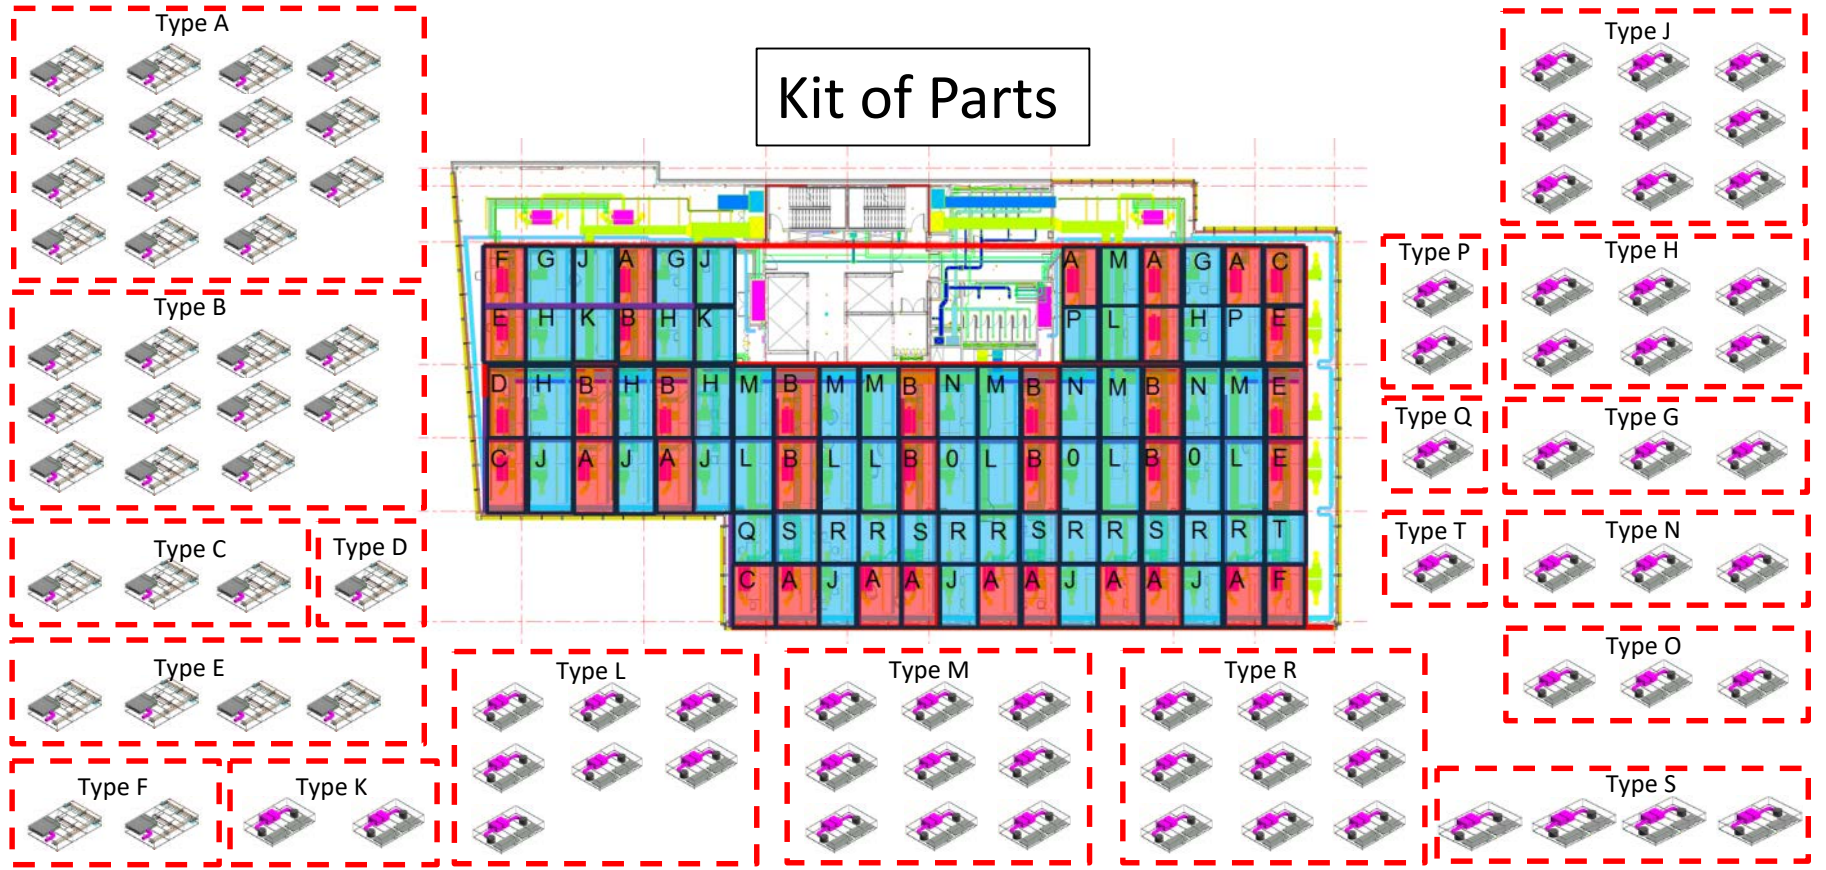 Type A
Type J
Kit of Parts
Type P
Type H
F G J A G J A M A G A C
Type B
E H K B H K P L H P E
D H B H B H M B M M B N M B N M B N M E
Type Q
Type G
C J A J A J L B L L B 0 L B 0 L B 0 L E
Type C
Type D
Q S R R S R R S R R S R R T
Type T
Type N
C A J A A J A A J A A J A F
Type E
Type L
Type M
Type R
Type O
Type F
Type K
Type S